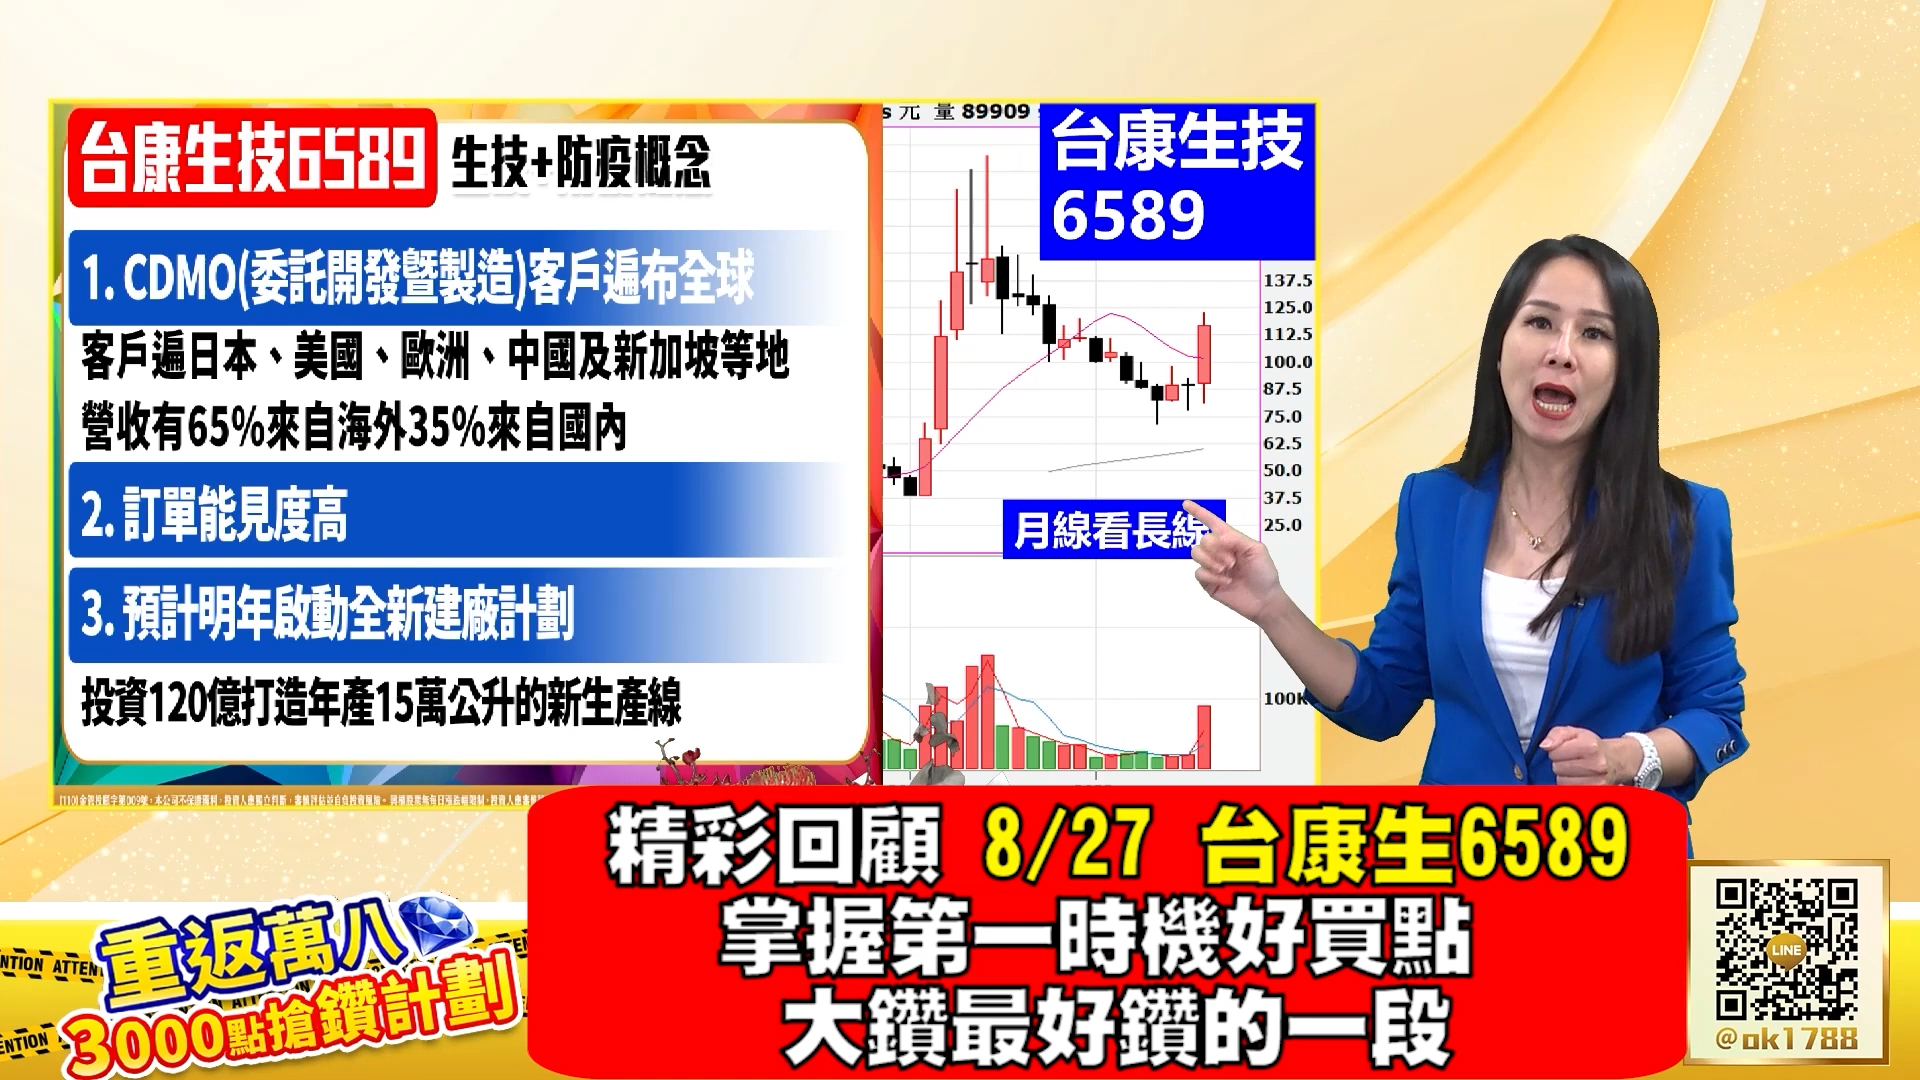 台康生技6589 生技+防疫概念
1. CDMO(委託開發暨製造)客戶遍布全球
客戶遍日本、美國、歐洲、中國及新加坡等地
營收有65%來自海外35%來自國內
2. 訂單能見度高
3. 預計明年啟動全新建廠計劃
投資120億打造年產15萬公升的新生產線
元 量 89909
台康生技
6589
137.5
125.0
112.5
100.0
87.5
75.0
62.5
50.0
37.5
25.0
月線看長線
100K
精彩回顧 8/27 台康生6589
掌握第一時機好買點
大鑽最好鑽的一段
重返萬八
3000點搶鑽計劃
ATTENTION
LINE
@ok1788